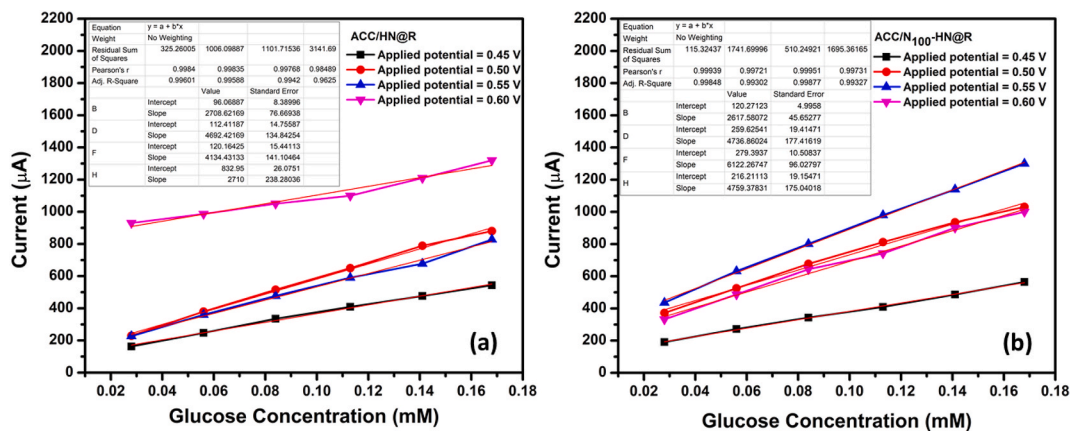 Equation y = a + b*x
Weight No Weighting
Residual Sum of Squares 325.26005 1006.09887 1101.71536 3141.69
Pearson's r 0.9984 0.99835 0.99768 0.98489
Adj. R-Square 0.99601 0.99588 0.9942 0.9625
Value Standard Error
B Intercept 96.06887 8.38996
Slope 2708.62169 76.66938
D Intercept 112.41187 14.75587
Slope 4692.42169 134.84254
F Intercept 120.16425 15.44113
Slope 4134.43133 141.10464
H Intercept 832.95 26.0751
Slope 2710 238.28036
ACC/HN@R
Applied potential = 0.45 V
Applied potential = 0.50 V
Applied potential = 0.55 V
Applied potential = 0.60 V
2200
2000
1800
1600
1400
1200
1000
800
600
400
200
0
Current (µA)
(a)
0.02 0.04 0.06 0.08 0.10 0.12 0.14 0.16 0.18
Glucose Concentration (mM)
Equation y = a + b*x
Weight No Weighting
Residual Sum of Squares 115.32437 1741.69996 510.24921 1695.36165
Pearson's r 0.99939 0.99721 0.99951 0.99731
Adj. R-Square 0.99848 0.99302 0.99877 0.99327
Value Standard Error
B Intercept 120.27123 4.9958
Slope 2617.58072 45.65277
D Intercept 259.62541 19.41471
Slope 4736.86024 177.41619
F Intercept 279.3937 10.50837
Slope 6122.26747 96.02797
H Intercept 216.21113 19.15471
Slope 4759.37831 175.04018
ACC/N100-HN@R
Applied potential = 0.45 V
Applied potential = 0.50 V
Applied potential = 0.55 V
Applied potential = 0.60 V
2200
2000
1800
1600
1400
1200
1000
800
600
400
200
0
Current (µA)
(b)
0.02 0.04 0.06 0.08 0.10 0.12 0.14 0.16 0.18
Glucose Concentration (mM)